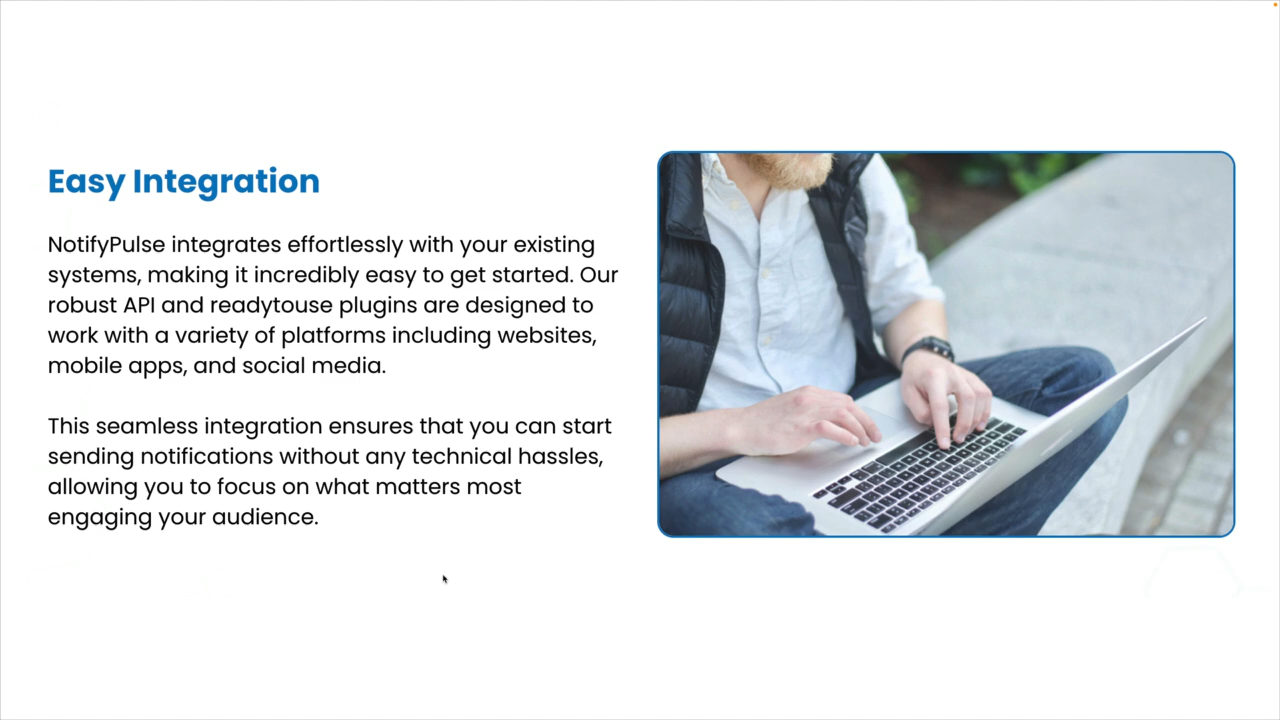 Easy Integration
NotifyPulse integrates effortlessly with your existing
systems, making it incredibly easy to get started. Our
robust API and readytouse plugins are designed to
work with a variety of platforms including websites,
mobile apps, and social media.
This seamless integration ensures that you can start
sending notifications without any technical hassles,
allowing you to focus on what matters most
engaging your audience.